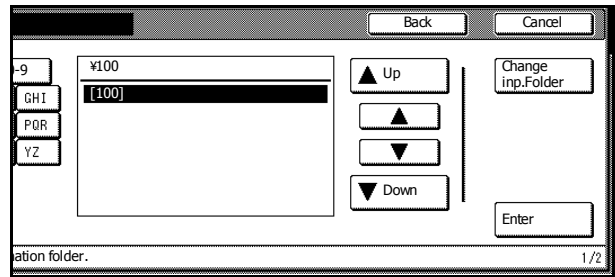 Back
Cancel
-9
GHI
PQR
YZ
¥100
[100]
▲ Up
▲
▼
▼ Down
Change
inp.Folder
Enter
ation folder.
1/2